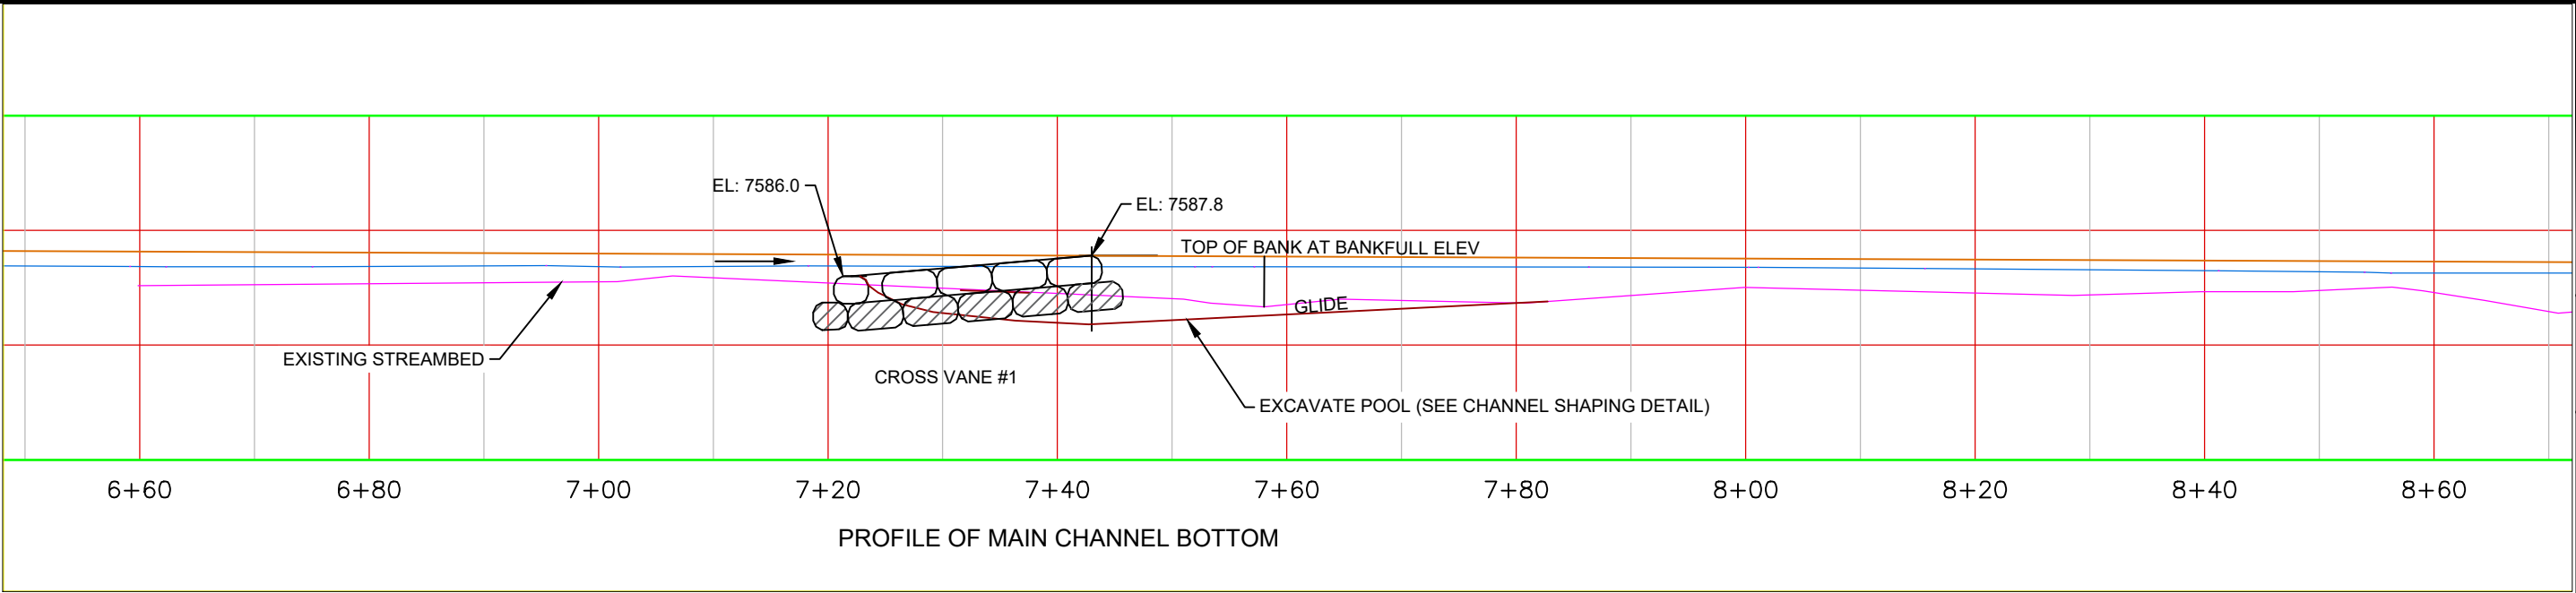 EL: 7586.0
EL: 7587.8
TOP OF BANK AT BANKFULL ELEV
GLIDE
EXISTING STREAMBED
CROSS VANE #1
EXCAVATE POOL (SEE CHANNEL SHAPING DETAIL)
6+60 6+80 7+00 7+20 7+40 7+60 7+80 8+00 8+20 8+40 8+60
PROFILE OF MAIN CHANNEL BOTTOM